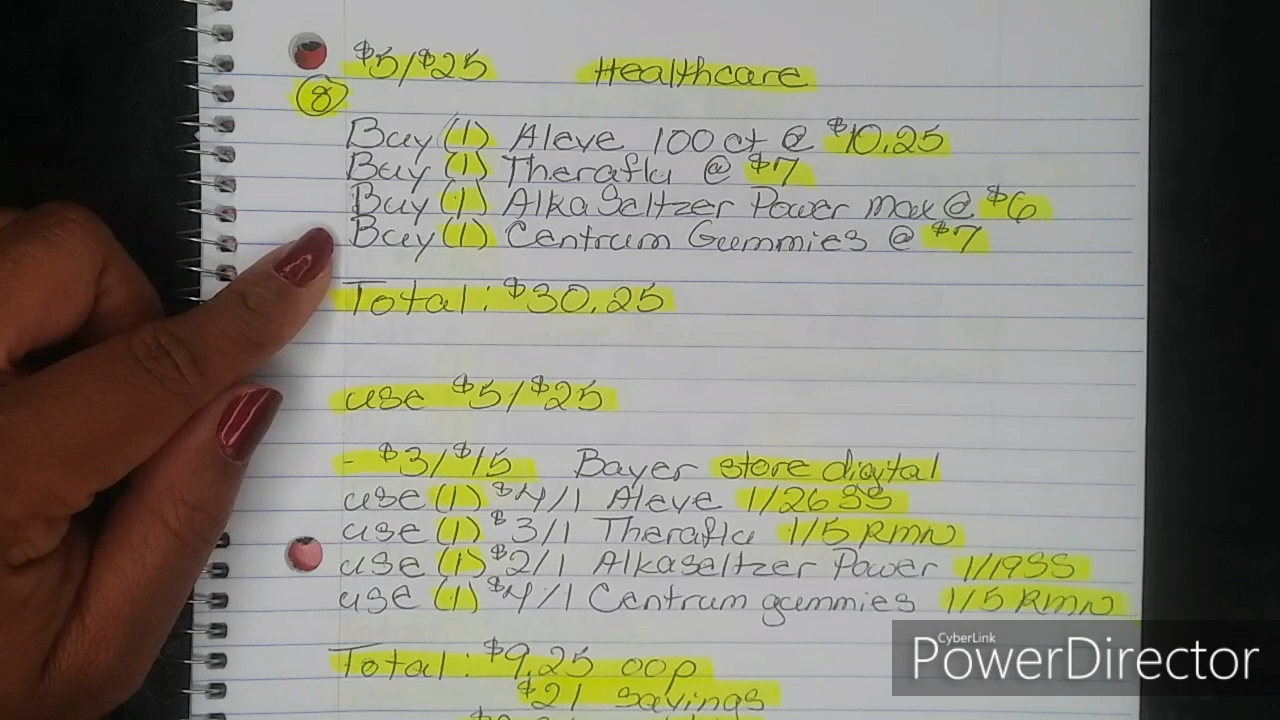 $5/$25 Healthcare
8
Buy (1) Aleve 100 ct @ $10.25
Buy (1) Theraflu @ $7
Buy (1) AlkaSeltzer Power max @ $6
Buy (1) Centrum Gummies @ $7
Total: $30.25
use $5/$25
- $3/$15 Bayer store digital
use (1) $4/1 Aleve 1/26 SS
use (1) $3/1 Theraflu 1/5 RMN
use (1) $2/1 AlkaSeltzer Power 1/19SS
use (1) $4/1 Centrum gummies 1/5 RMN
Total: $9.25 oop
$21 savings
CyberLink
PowerDirector